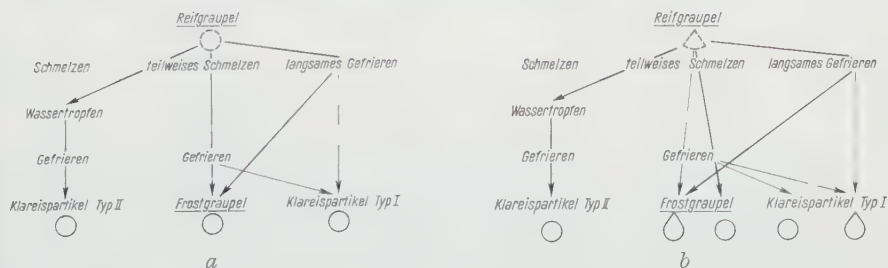 Reifgraupel
Schmelzen teilweises Schmelzen langsames Gefrieren
Wassertropfen
Gefrieren Gefrieren
Klareispartikel Typ II Frostgraupel Klareispartikel Typ I
a
Reifgraupel
Schmelzen teilweises Schmelzen langsames Gefrieren
Wassertropfen
Gefrieren Gefrieren
Klareispartikel Typ II Frostgraupel Klareispartikel Typ I
b